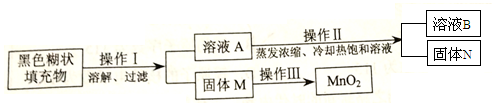 黑色糊状
填充物
操作Ⅰ
溶解、过滤
溶液A
固体M
操作Ⅱ
蒸发浓缩、冷却热饱和溶液
操作Ⅲ
MnO₂
溶液B
固体N